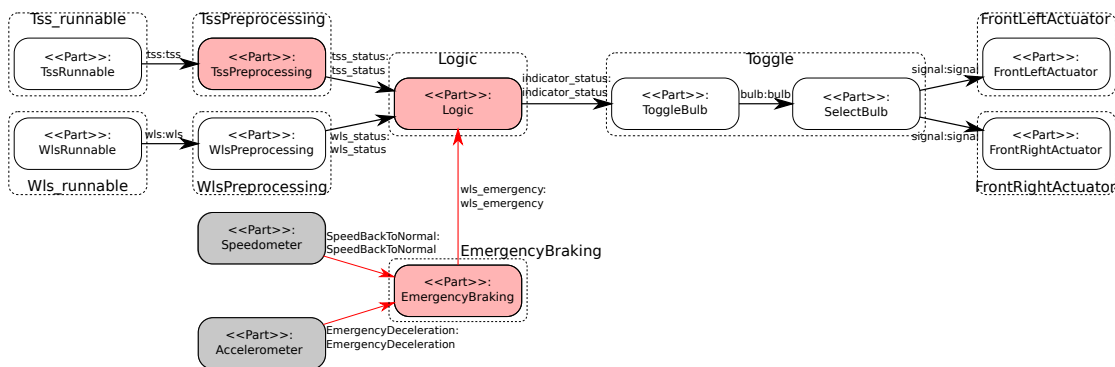 Tss_runnable
<<Part>>:
TssRunnable
tss:tss
TssPreprocessing
<<Part>>:
TssPreprocessing
tss_status:
tss_status
Wls_runnable
<<Part>>:
WlsRunnable
wls:wls
WlsPreprocessing
<<Part>>:
WlsPreprocessing
wls_status:
wls_status
Logic
<<Part>>:
Logic
indicator_status:
indicator_status
Toggle
<<Part>>:
ToggleBulb
bulb:bulb
<<Part>>:
SelectBulb
signal:signal
signal:signal
FrontLeftActuator
<<Part>>:
FrontLeftActuator
<<Part>>:
FrontRightActuator
FrontRightActuator
wls_emergency:
wls_emergency
<<Part>>:
Speedometer
SpeedBackToNormal:
SpeedBackToNormal
EmergencyBraking
<<Part>>:
EmergencyBraking
<<Part>>:
Accelerometer
EmergencyDeceleration:
EmergencyDeceleration